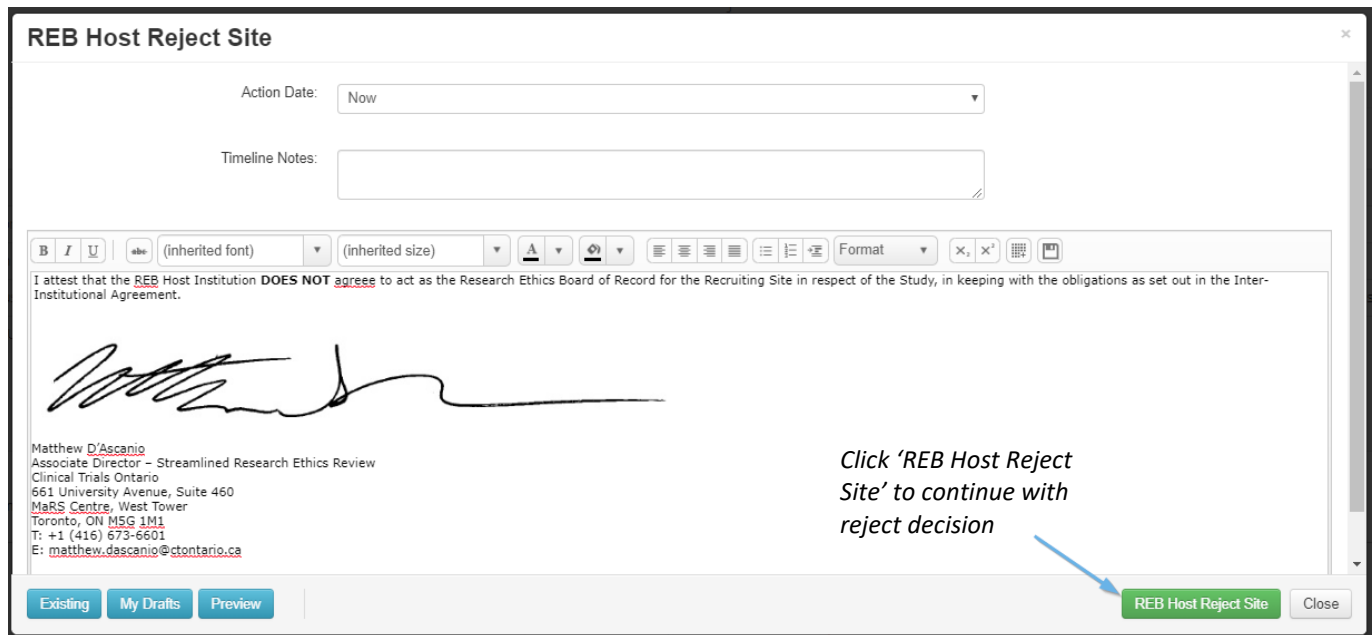 REB Host Reject Site
×
Action Date:
Now
Timeline Notes:
B I U abc (inherited font) (inherited size) A Format x₂ x²
I attest that the REB Host Institution DOES NOT agreee to act as the Research Ethics Board of Record for the Recruiting Site in respect of the Study, in keeping with the obligations as set out in the Inter-
Institutional Agreement.
Matthew D'Ascanio
Associate Director – Streamlined Research Ethics Review
Clinical Trials Ontario
661 University Avenue, Suite 460
MaRS Centre, West Tower
Toronto, ON M5G 1M1
T: +1 (416) 673-6601
E: matthew.dascanio@ctontario.ca
Click ‘REB Host Reject
Site’ to continue with
reject decision
Existing My Drafts Preview REB Host Reject Site Close